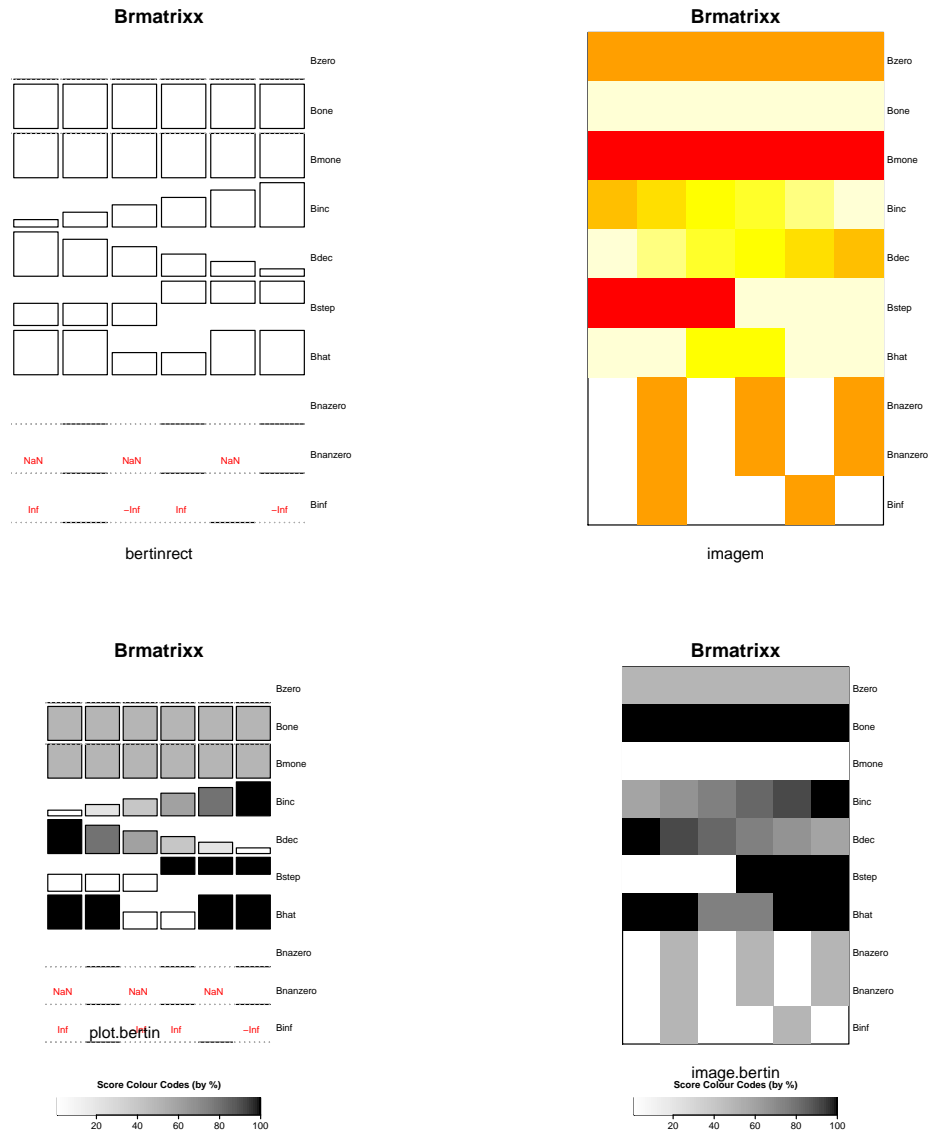 Brmatrixx
Bzero
Bone
Bmone
Binc
Bdec
Bstep
Bhat
Bnazero
NaN NaN NaN Bnanzero
Inf −Inf Inf −Inf Binf
bertinrect
Brmatrixx
Bzero
Bone
Bmone
Binc
Bdec
Bstep
Bhat
Bnazero
Bnanzero
Binf
imagem
Brmatrixx
Bzero
Bone
Bmone
Binc
Bdec
Bstep
Bhat
Bnazero
NaN NaN NaN Bnanzero
Inf −Inf Inf −Inf Binf
plot.bertin
Score Colour Codes (by %)
20 40 60 80 100
Brmatrixx
Bzero
Bone
Bmone
Binc
Bdec
Bstep
Bhat
Bnazero
Bnanzero
Binf
image.bertin
Score Colour Codes (by %)
20 40 60 80 100